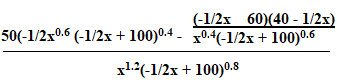 (-1/2x 60)(40 - 1/2x)
50(-1/2x^0.6 (-1/2x + 100)^0.4 - x^0.4(-1/2x + 100)^0.6
x^1.2(-1/2x + 100)^0.8